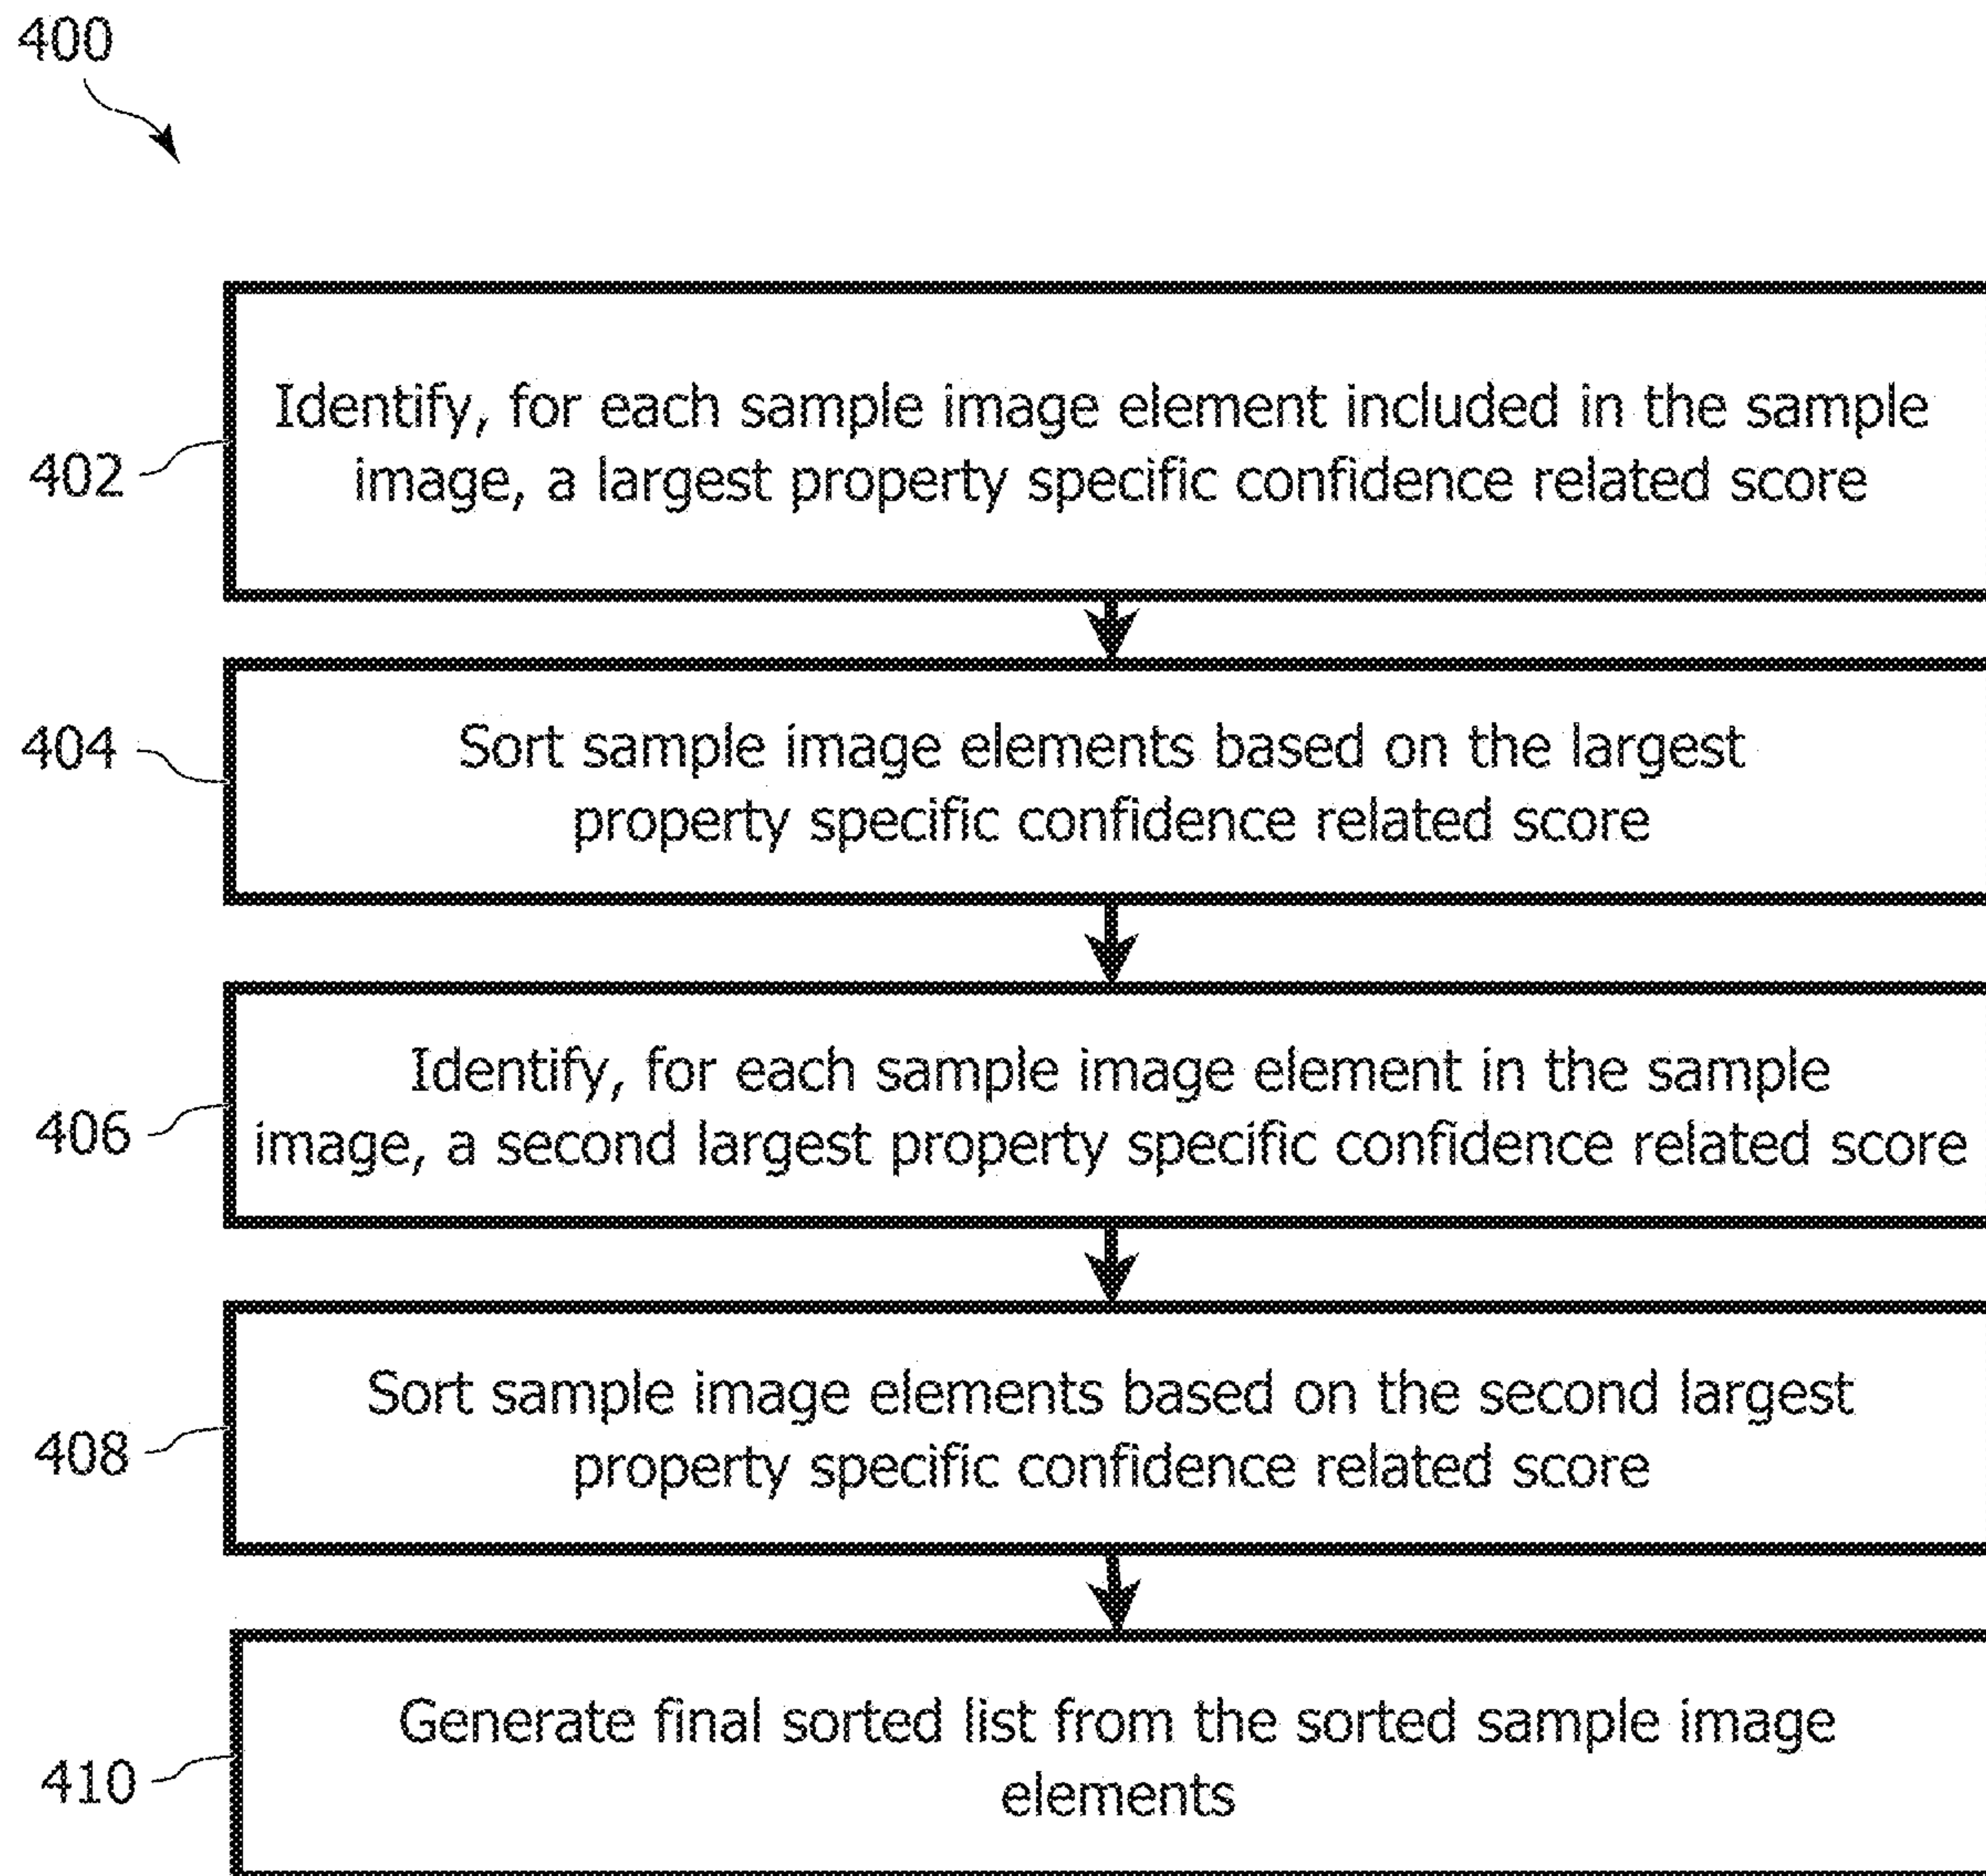 400
402
Identify, for each sample image element included in the sample
image, a largest property specific confidence related score
404
Sort sample image elements based on the largest
property specific confidence related score
406
Identify, for each sample image element in the sample
image, a second largest property specific confidence related score
408
Sort sample image elements based on the second largest
property specific confidence related score
410
Generate final sorted list from the sorted sample image
elements